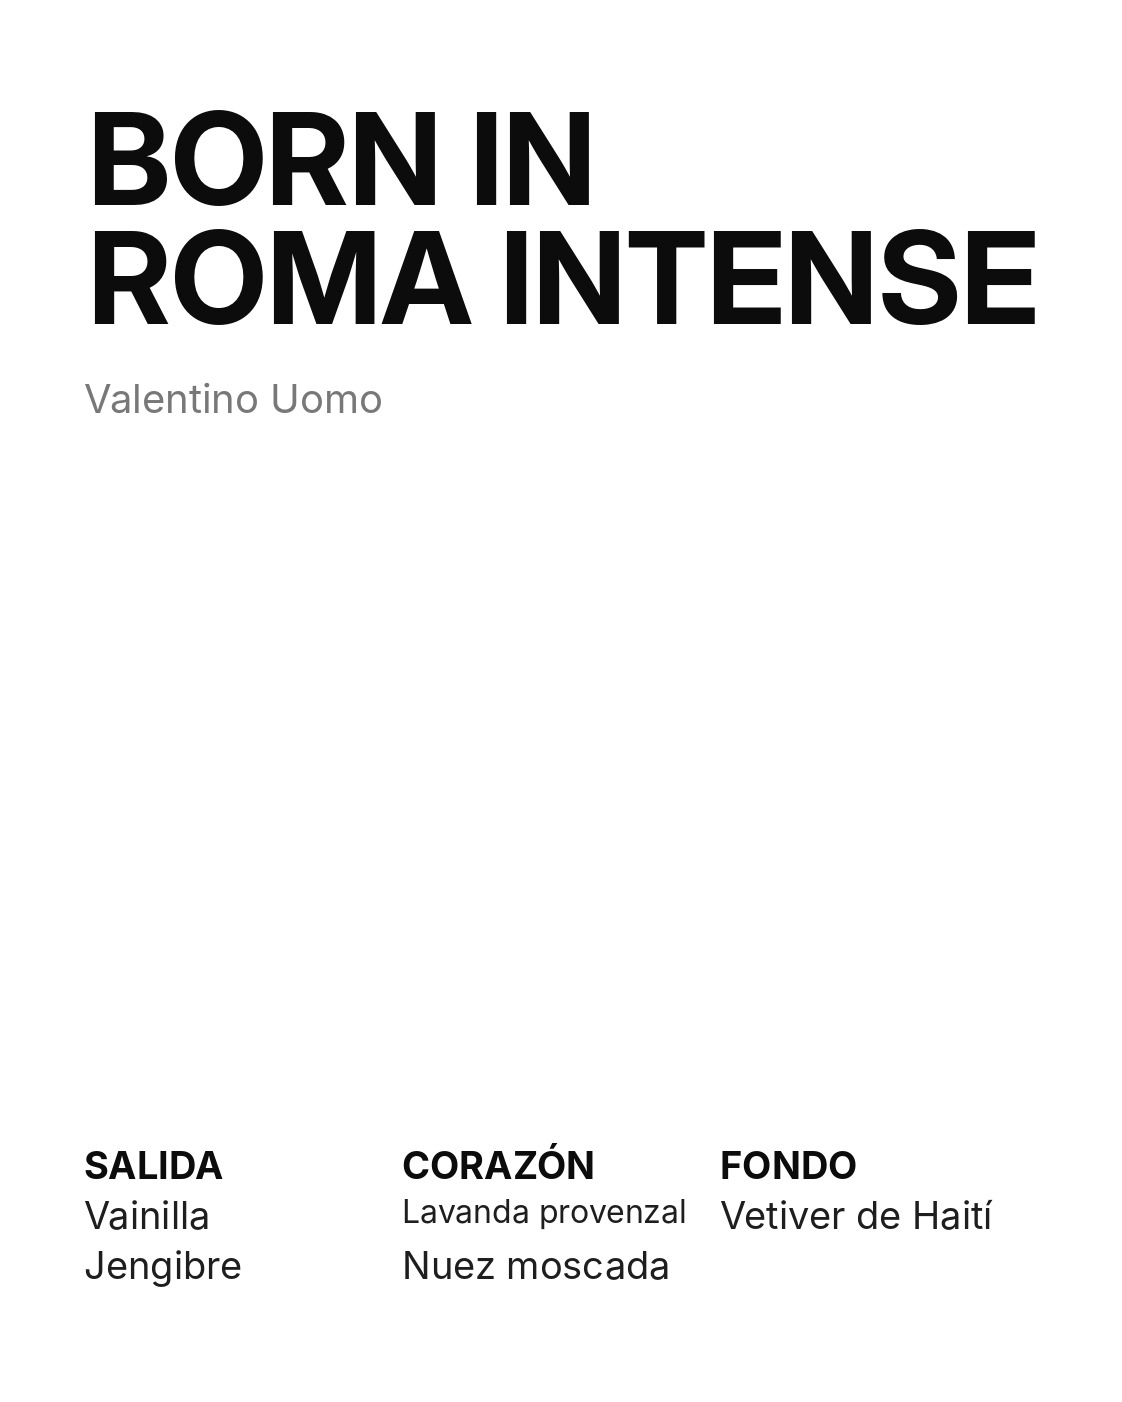 BORN IN
ROMA INTENSE
Valentino Uomo
SALIDA
Vainilla
Jengibre
CORAZÓN
Lavanda provenzal
Nuez moscada
FONDO
Vetiver de Haití